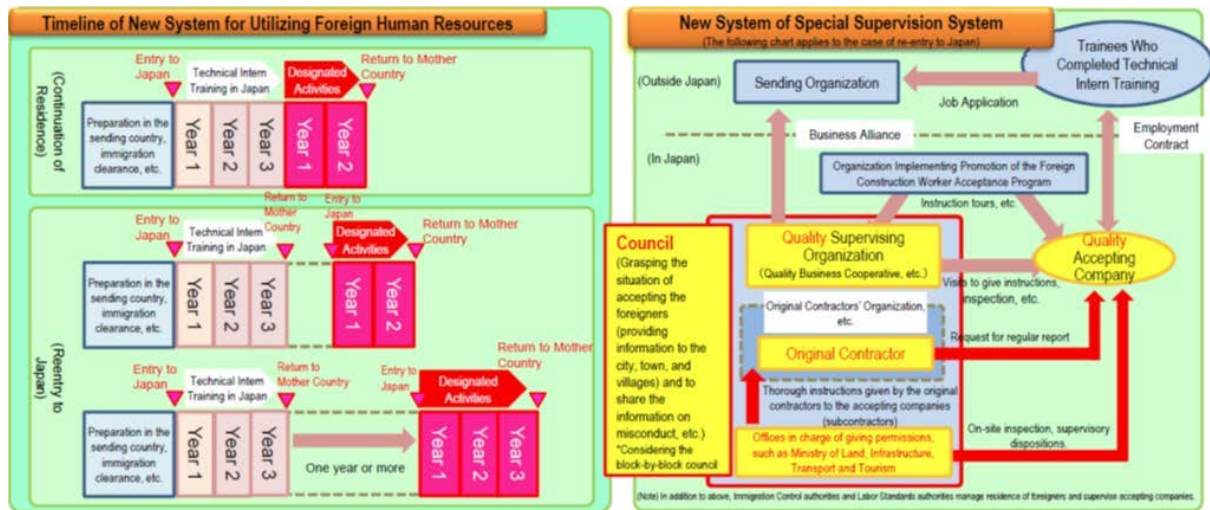 Timeline of New System for Utilizing Foreign Human Resources
(Continuation of
Residence)
Entry to
Japan
Technical Intern
Training in Japan
Designated
Activities
Return to Mother
Country
Preparation in the
sending country,
immigration
clearance, etc.
Year 1
Year 2
Year 3
Year 1
Year 2
(Reentry to
Japan)
Entry to
Japan
Technical Intern
Training in Japan
Return to
Mother
Country
Entry to
Japan
Designated
Activities
Return to Mother
Country
Preparation in the
sending country,
immigration
clearance, etc.
Year 1
Year 2
Year 3
Year 1
Year 2
Entry to
Japan
Technical Intern
Training in Japan
Return to
Mother Country
Entry to
Japan
Designated
Activities
Return to Mother
Country
Preparation in the
sending country,
immigration
clearance, etc.
Year 1
Year 2
Year 3
One year or more
Year 1
Year 2
Year 3
New System of Special Supervision System
(The following chart applies to the case of re-entry to Japan)
(Outside Japan)
Sending Organization
Job Application
Trainees Who
Completed Technical
Intern Training
Business Alliance
Employment
Contract
(In Japan)
Organization Implementing Promotion of the Foreign
Construction Worker Acceptance Program
Instruction tours, etc.
Council
(Grasping the
situation of
accepting the
foreigners
(providing
information to the
city, town, and
villages) and to
share the
information on
misconduct, etc.)
*Considering the
block-by-block council
Quality Supervising
Organization
(Quality Business Cooperative, etc.)
Quality
Accepting
Company
Visits to give instructions,
inspection, etc.
Original Contractors' Organization,
etc.
Original Contractor
Request for regular report
Thorough instructions given by the original
contractors to the accepting companies
(subcontractors)
Offices in charge of giving permissions,
such as Ministry of Land, Infrastructure,
Transport and Tourism
On-site inspection, supervisory
dispositions.
(Note) In addition to above, Immigration Control authorities and Labor Standards authorities manage residence of foreigners and supervise accepting companies.